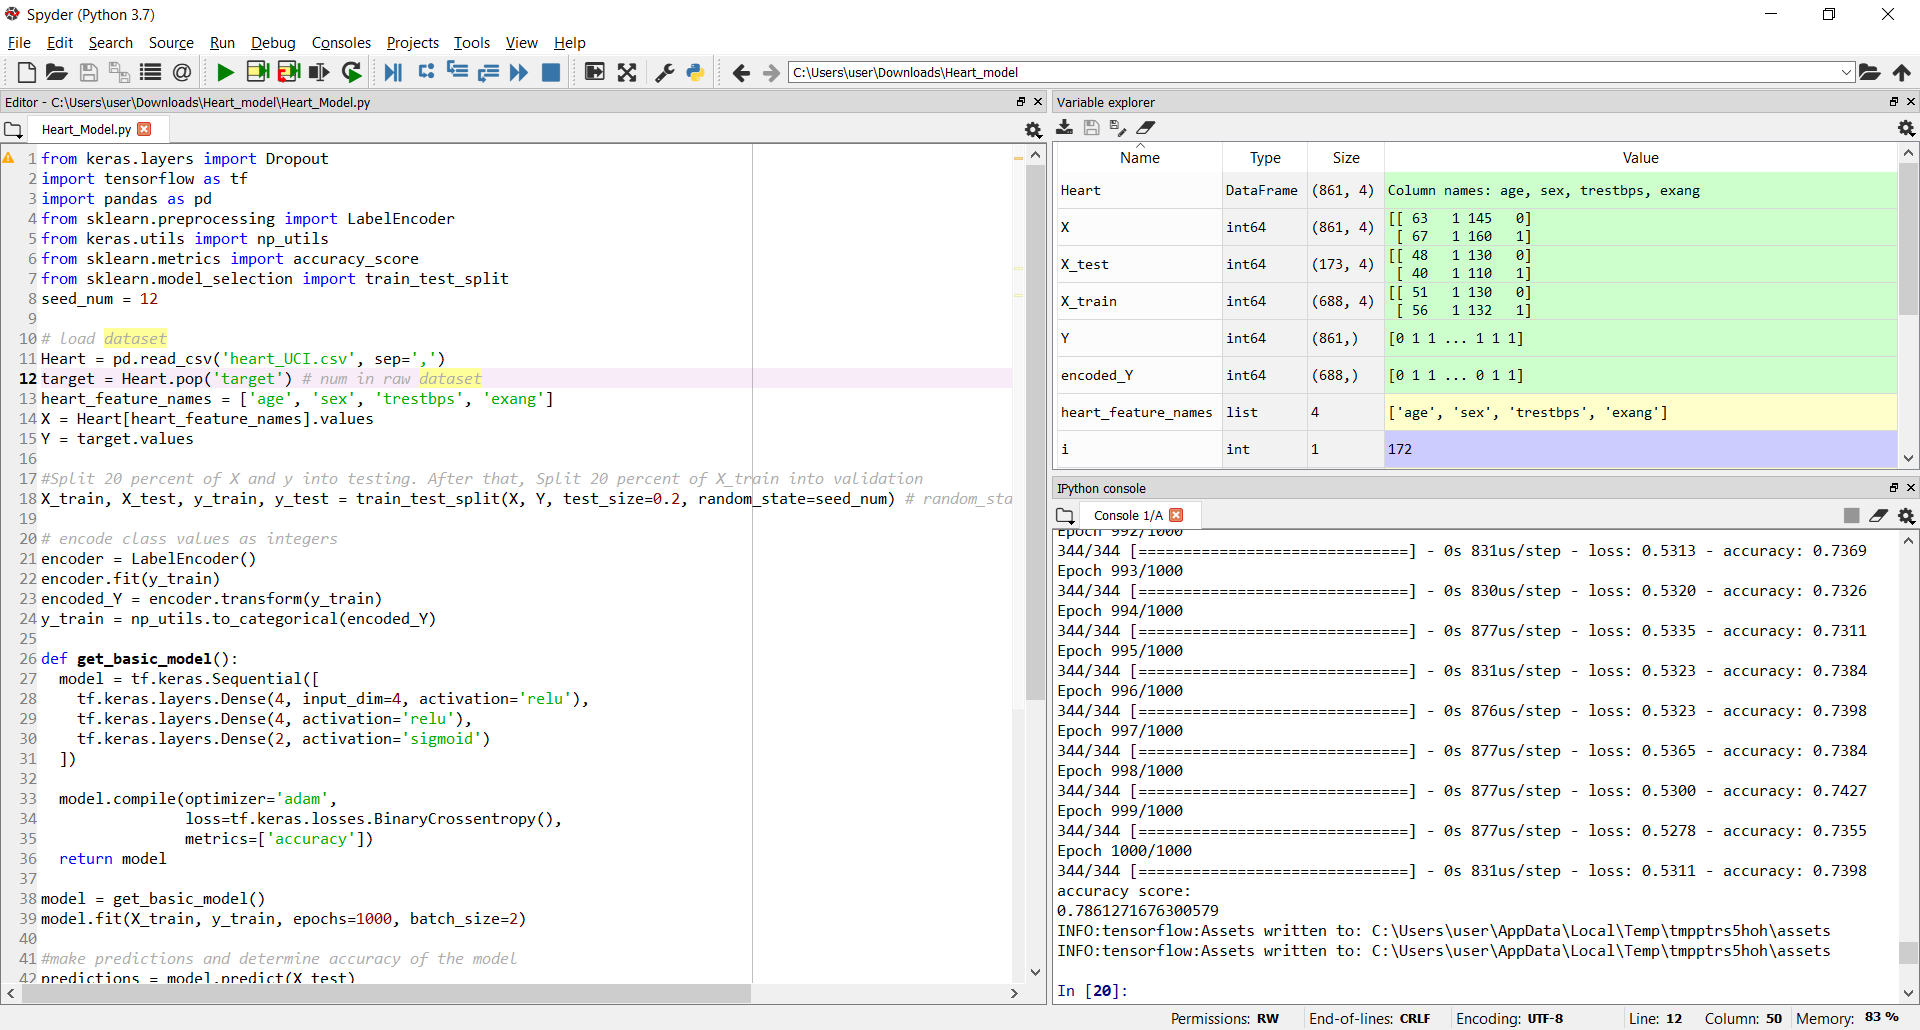 Spyder (Python 3.7)
File Edit Search Source Run Debug Consoles Projects Tools View Help
C:\Users\user\Downloads\Heart_model
Editor - C:\Users\user\Downloads\Heart_model\Heart_Model.py
Heart_Model.py
1 from keras.layers import Dropout
2 import tensorflow as tf
3 import pandas as pd
4 from sklearn.preprocessing import LabelEncoder
5 from keras.utils import np_utils
6 from sklearn.metrics import accuracy_score
7 from sklearn.model_selection import train_test_split
8 seed_num = 12
9
10 # load dataset
11 Heart = pd.read_csv('heart_UCI.csv', sep=',')
12 target = Heart.pop('target') # num in raw dataset
13 heart_feature_names = ['age', 'sex', 'trestbps', 'exang']
14 X = Heart[heart_feature_names].values
15 Y = target.values
16
17 #Split 20 percent of X and y into testing. After that, Split 20 percent of X_train into validation
18 X_train, X_test, y_train, y_test = train_test_split(X, Y, test_size=0.2, random_state=seed_num) # random_sta
19
20 # encode class values as integers
21 encoder = LabelEncoder()
22 encoder.fit(y_train)
23 encoded_Y = encoder.transform(y_train)
24 y_train = np_utils.to_categorical(encoded_Y)
25
26 def get_basic_model():
27   model = tf.keras.Sequential([
28     tf.keras.layers.Dense(4, input_dim=4, activation='relu'),
29     tf.keras.layers.Dense(4, activation='relu'),
30     tf.keras.layers.Dense(2, activation='sigmoid')
31   ])
32
33   model.compile(optimizer='adam',
34                 loss=tf.keras.losses.BinaryCrossentropy(),
35                 metrics=['accuracy'])
36   return model
37
38 model = get_basic_model()
39 model.fit(X_train, y_train, epochs=1000, batch_size=2)
40
41 #make predictions and determine accuracy of the model
42 predictions = model.predict(X_test)
Variable explorer
Name Type Size Value
Heart DataFrame (861, 4) Column names: age, sex, trestbps, exang
X int64 (861, 4) [[ 63 1 145 0]
[ 67 1 160 1]
X_test int64 (173, 4) [[ 48 1 130 0]
[ 40 1 110 1]
X_train int64 (688, 4) [[ 51 1 130 0]
[ 56 1 132 1]
Y int64 (861,) [0 1 1 ... 1 1 1]
encoded_Y int64 (688,) [0 1 1 ... 0 1 1]
heart_feature_names list 4 ['age', 'sex', 'trestbps', 'exang']
i int 1 172
IPython console
Console 1/A
Epoch 992/1000
344/344 [==============================] - 0s 831us/step - loss: 0.5313 - accuracy: 0.7369
Epoch 993/1000
344/344 [==============================] - 0s 830us/step - loss: 0.5320 - accuracy: 0.7326
Epoch 994/1000
344/344 [==============================] - 0s 877us/step - loss: 0.5335 - accuracy: 0.7311
Epoch 995/1000
344/344 [==============================] - 0s 831us/step - loss: 0.5323 - accuracy: 0.7384
Epoch 996/1000
344/344 [==============================] - 0s 876us/step - loss: 0.5323 - accuracy: 0.7398
Epoch 997/1000
344/344 [==============================] - 0s 877us/step - loss: 0.5365 - accuracy: 0.7384
Epoch 998/1000
344/344 [==============================] - 0s 877us/step - loss: 0.5300 - accuracy: 0.7427
Epoch 999/1000
344/344 [==============================] - 0s 877us/step - loss: 0.5278 - accuracy: 0.7355
Epoch 1000/1000
344/344 [==============================] - 0s 831us/step - loss: 0.5311 - accuracy: 0.7398
accuracy score:
0.7861271676300579
INFO:tensorflow:Assets written to: C:\Users\user\AppData\Local\Temp\tmpptrs5hoh\assets
INFO:tensorflow:Assets written to: C:\Users\user\AppData\Local\Temp\tmpptrs5hoh\assets
In [20]:
Permissions: RW End-of-lines: CRLF Encoding: UTF-8 Line: 12 Column: 50 Memory: 83 %